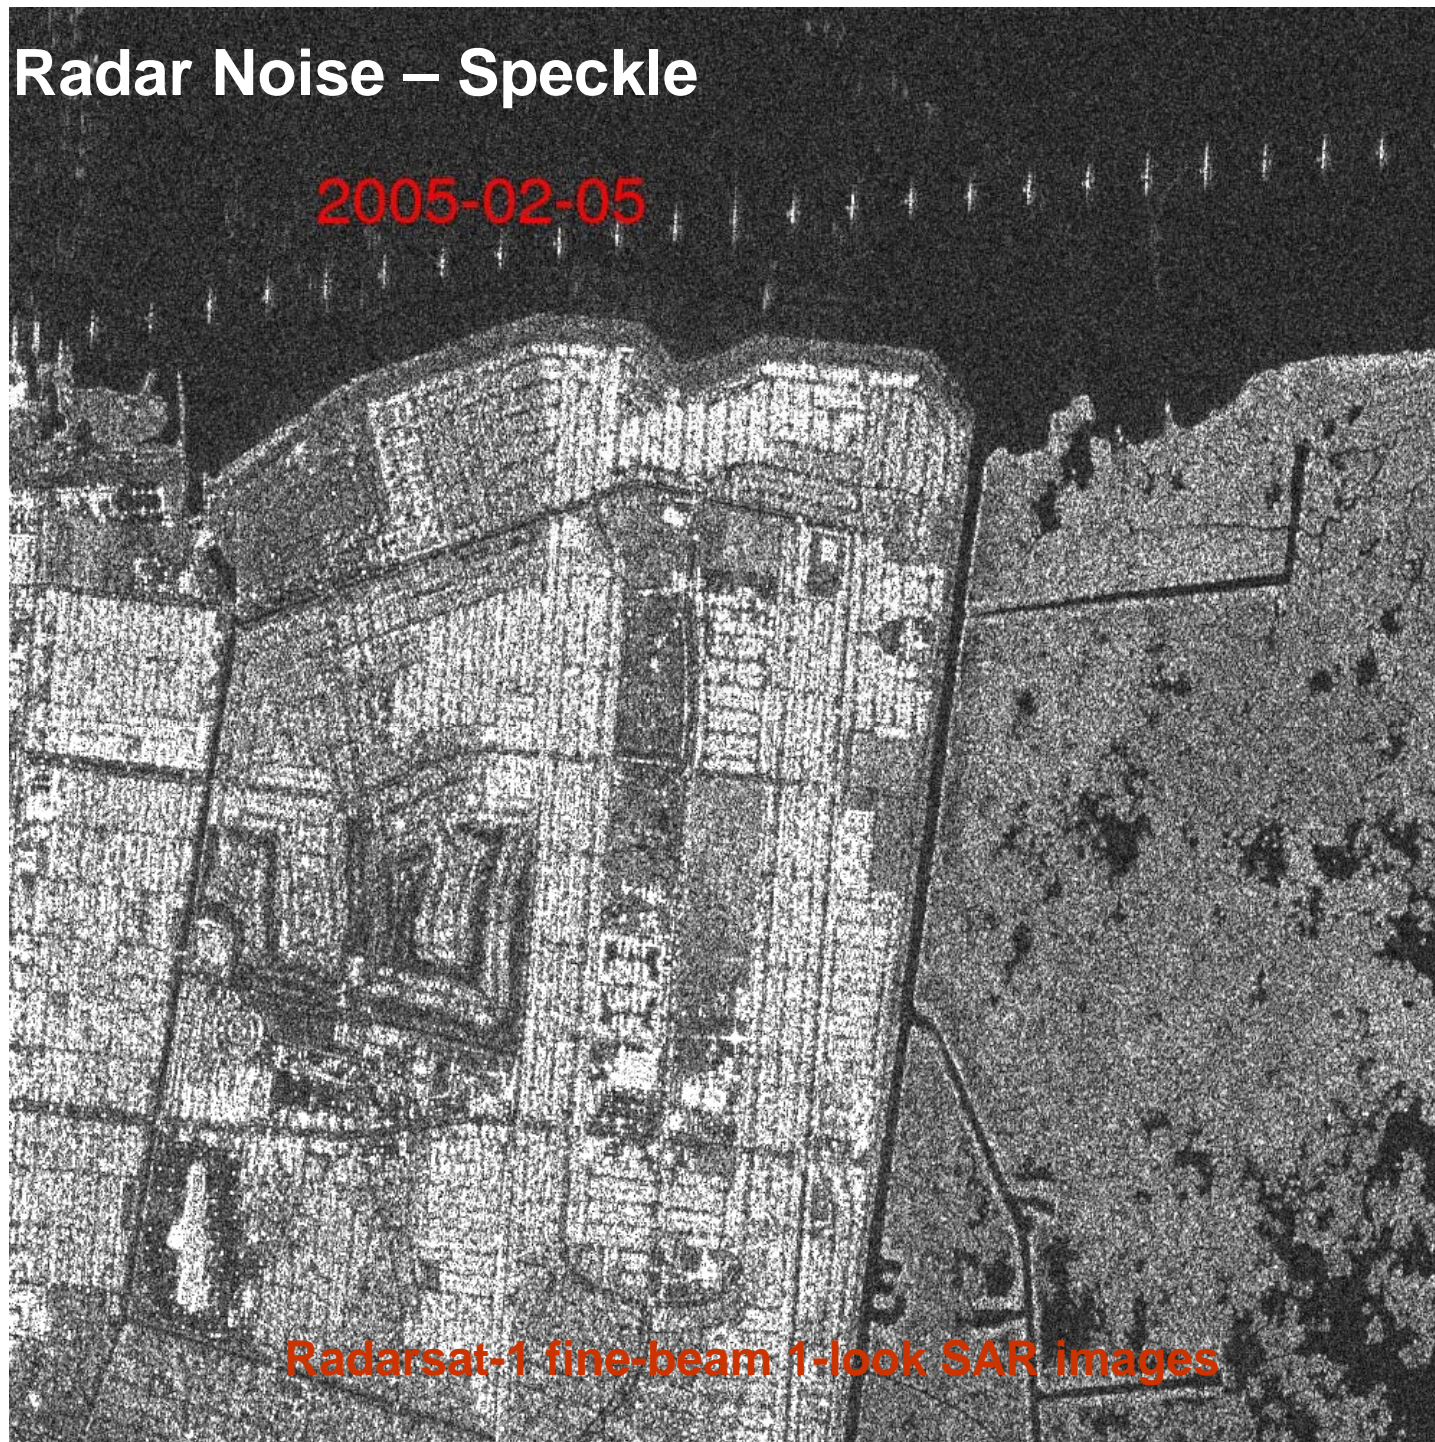 Radar Noise – Speckle
2005-02-05
Radarsat-1 fine-beam 1-look SAR images